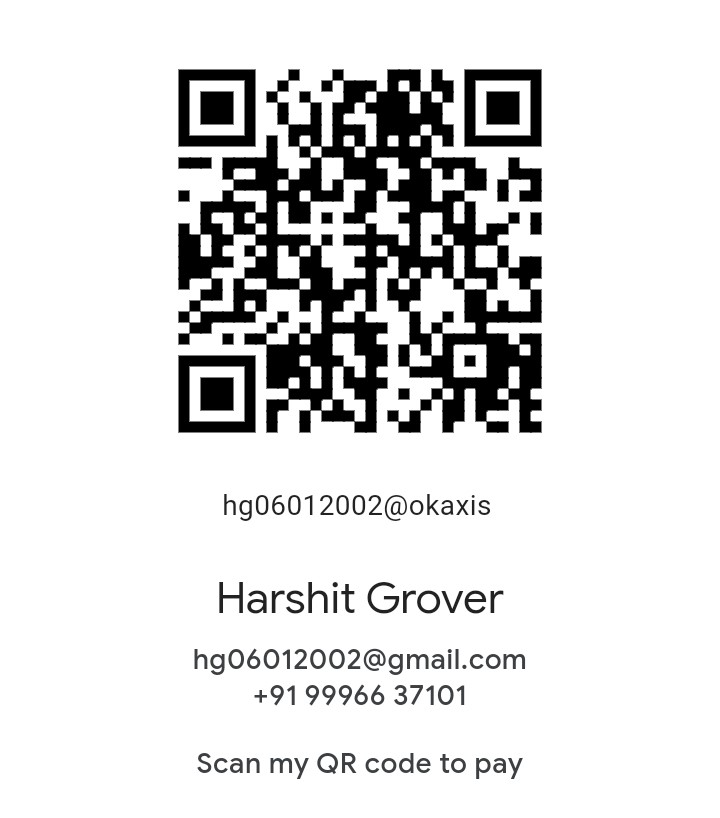 hg06012002@okaxis
Harshit Grover
hg06012002@gmail.com
+91 99966 37101
Scan my QR code to pay